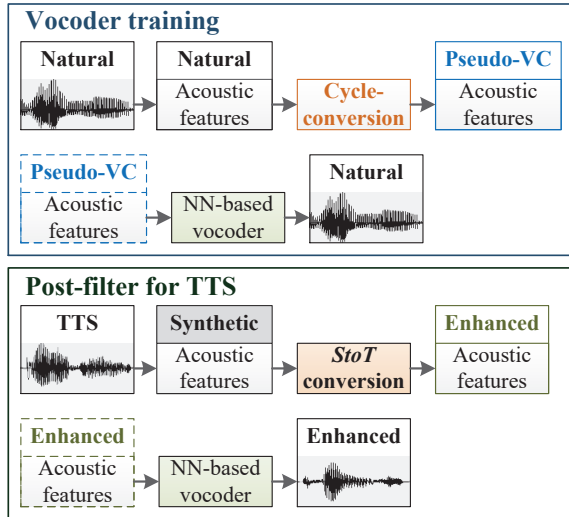 Vocoder training
Natural
Natural
Acoustic
features
Cycle-
conversion
Pseudo-VC
Acoustic
features
Pseudo-VC
Acoustic
features
NN-based
vocoder
Natural
Post-filter for TTS
TTS
Synthetic
Acoustic
features
StoT
conversion
Enhanced
Acoustic
features
Enhanced
Acoustic
features
NN-based
vocoder
Enhanced